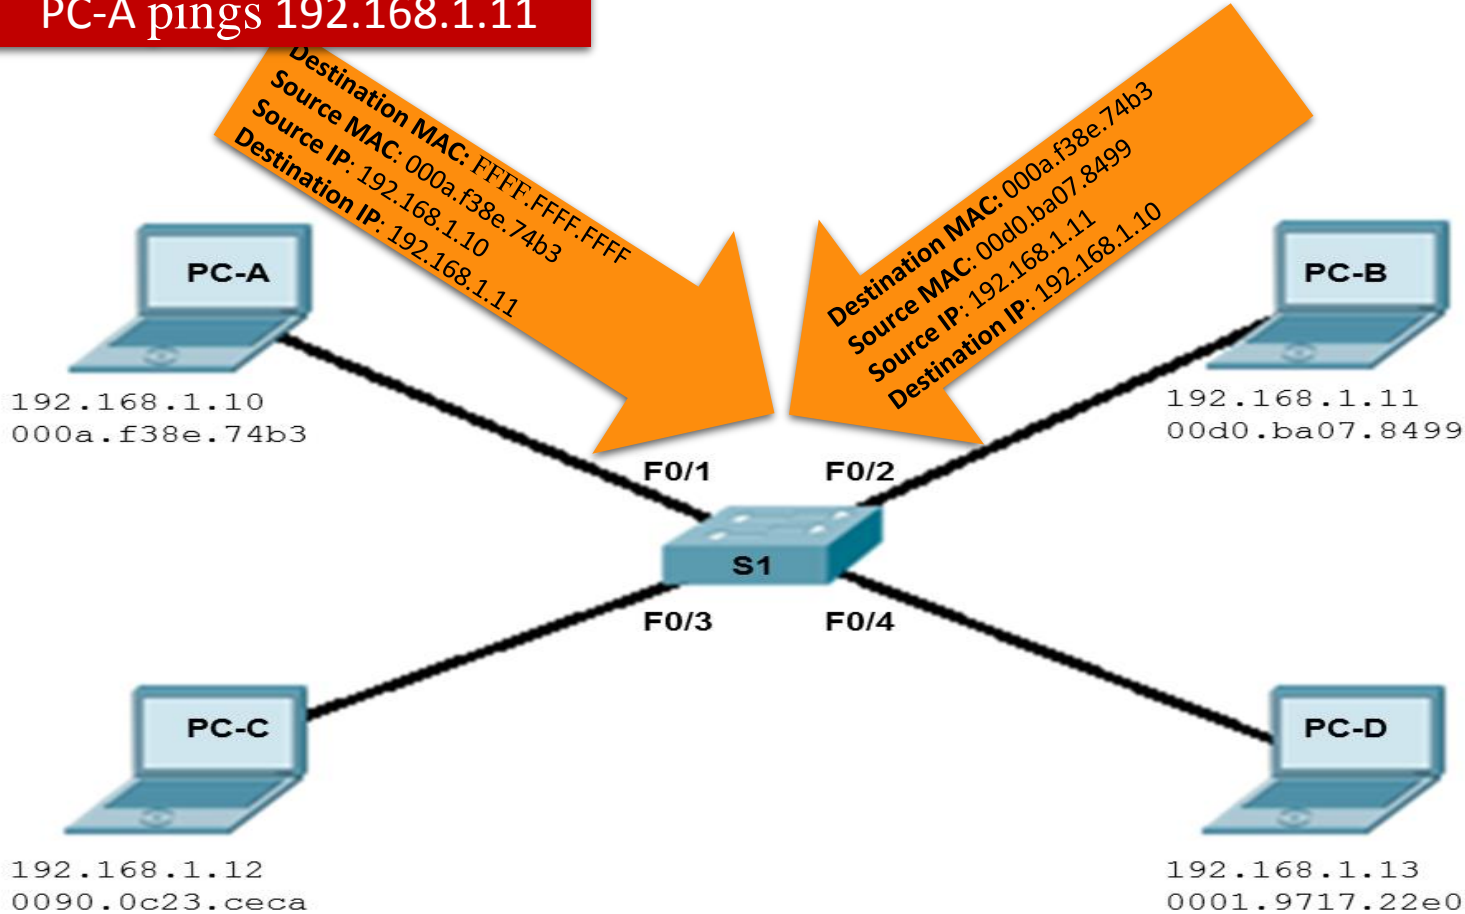 PC-A pings 192.168.1.11
Destination MAC: FFFF.FFFF.FFFF
Source MAC: 000a.f38e.74b3
Source IP: 192.168.1.10
Destination IP: 192.168.1.11
Destination MAC: 000a.f38e.74b3
Source MAC: 00d0.ba07.8499
Source IP: 192.168.1.11
Destination IP: 192.168.1.10
PC-A
192.168.1.10
000a.f38e.74b3
PC-B
192.168.1.11
00d0.ba07.8499
F0/1
F0/2
S1
F0/3
F0/4
PC-C
192.168.1.12
0090.0c23.ceca
PC-D
192.168.1.13
0001.9717.22e0